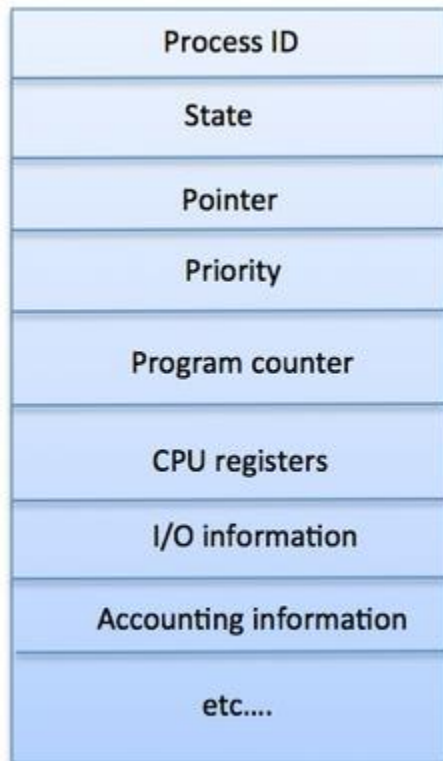 Process ID
State
Pointer
Priority
Program counter
CPU registers
I/O information
Accounting information
etc....